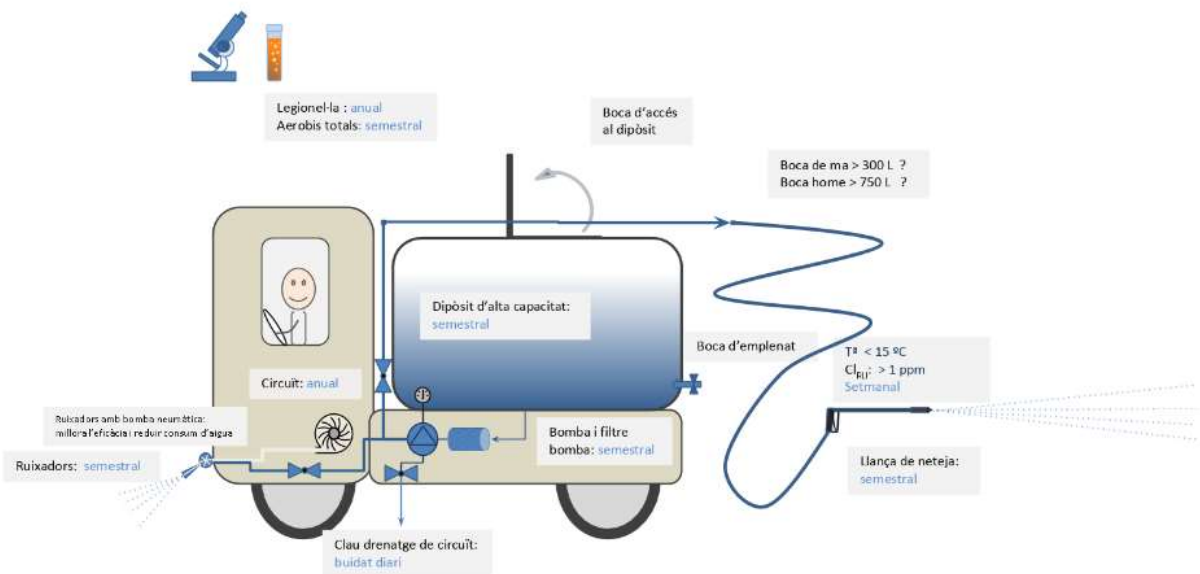 Legionel·la : anual
Aerobis totals: semestral
Boca d'accés
al dipòsit
Boca de ma > 300 L ?
Boca home > 750 L ?
Dipòsit d'alta capacitat:
semestral
Boca d'emplenat
Tª < 15 ºC
Cl RLL: > 1 ppm
Setmanal
Circuït: anual
Ruixadors amb bomba neumàtica:
millora l'eficàcia i reduir consum d'aigua
Ruixadors: semestral
Bomba i filtre
bomba: semestral
Llança de neteja:
semestral
Clau drenatge de circuït:
buidat diari